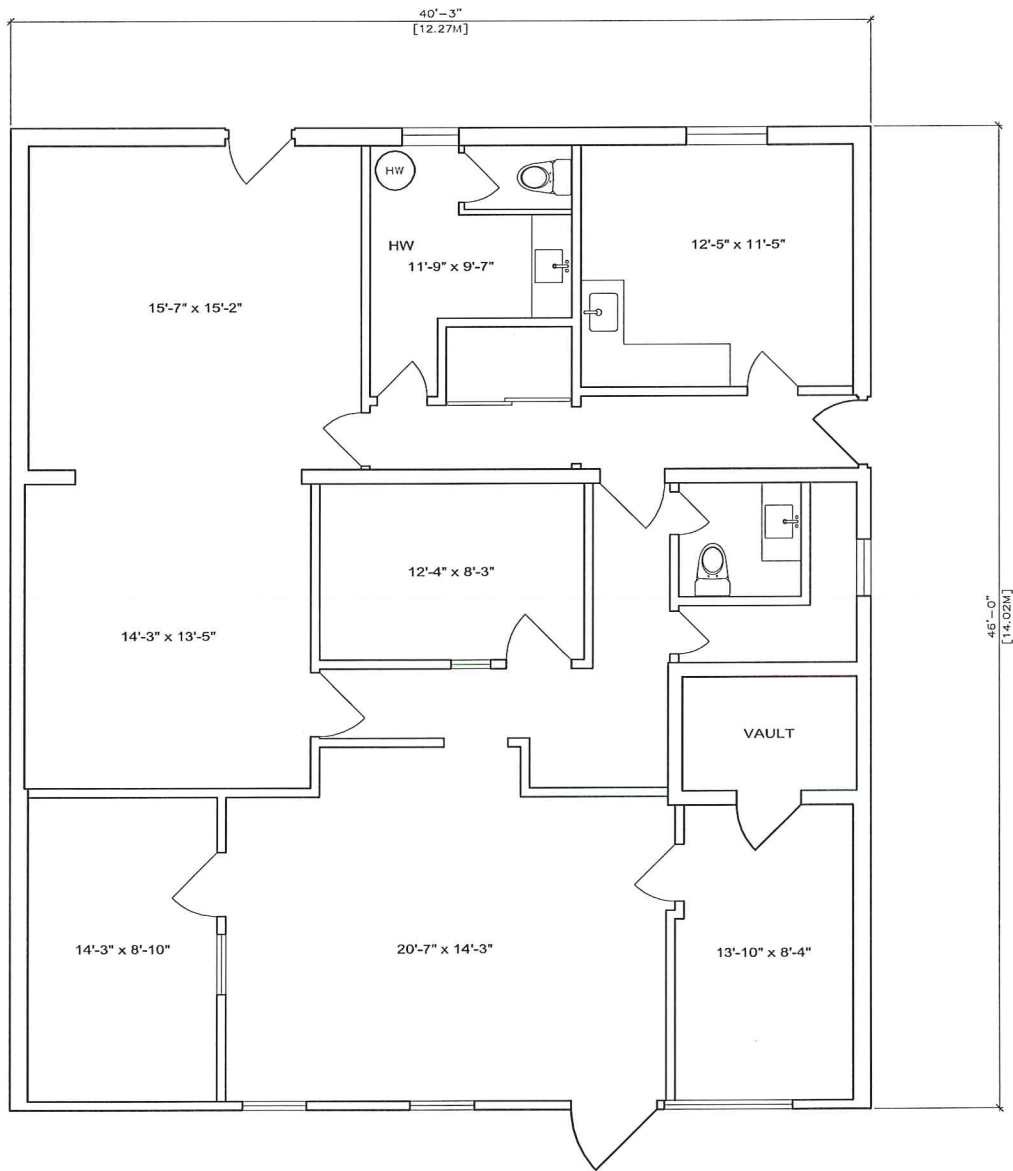 40'-3"
[12.27M]
HW
HW
11'-9" x 9'-7"
12'-5" x 11'-5"
15'-7" x 15'-2"
12'-4" x 8'-3"
14'-3" x 13'-5"
46'-0"
[14.02M]
VAULT
14'-3" x 8'-10"
20'-7" x 14'-3"
13'-10" x 8'-4"